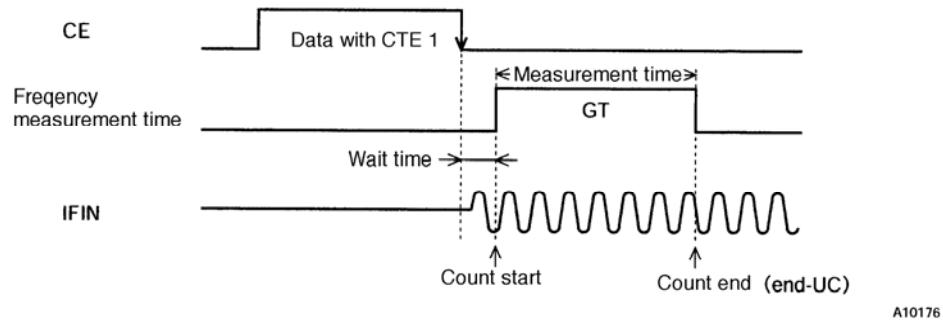 CE
Data with CTE 1
Measurement time
Freqency
measurement time
GT
Wait time
IFIN
Count start
Count end (end-UC)
A10176